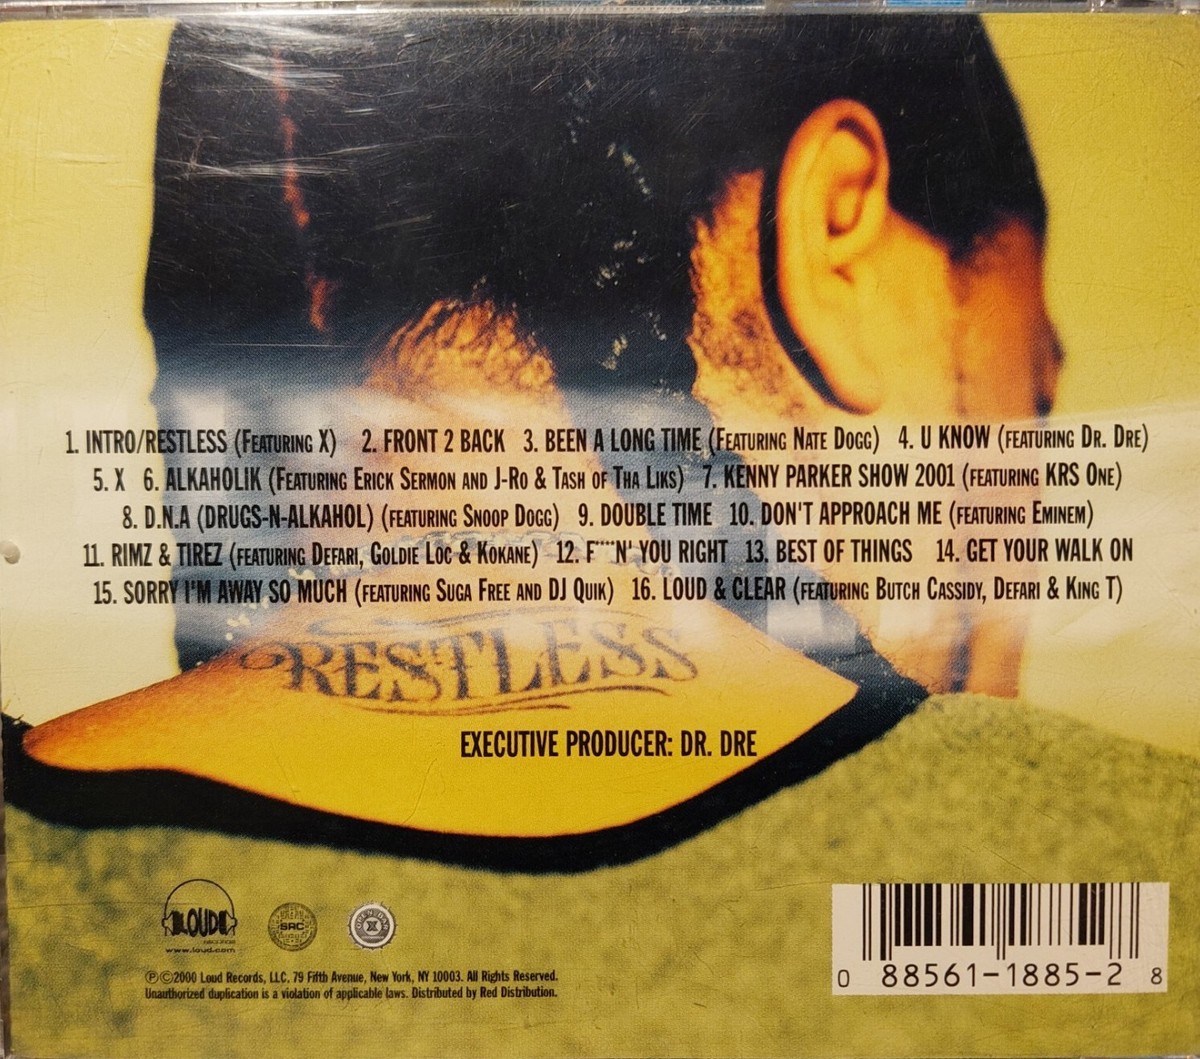 1. INTRO/RESTLESS (FEATURING X) 2. FRONT 2 BACK 3. BEEN A LONG TIME (FEATURING NATE DOGG) 4. U KNOW (FEATURING DR. DRE)
5. X 6. ALKAHOLIK (FEATURING ERICK SERMON AND J-RO & TASH OF THA LIKS) 7. KENNY PARKER SHOW 2001 (FEATURING KRS ONE)
8. D.N.A (DRUGS-N-ALKAHOL) (FEATURING SNOOP DOGG) 9. DOUBLE TIME 10. DON'T APPROACH ME (FEATURING EMINEM)
11. RIMZ & TIREZ (FEATURING DEFARI, GOLDIE LOC & KOKANE) 12. F****N' YOU RIGHT 13. BEST OF THINGS 14. GET YOUR WALK ON
15. SORRY I'M AWAY SO MUCH (FEATURING SUGA FREE AND DJ QUIK) 16. LOUD & CLEAR (FEATURING BUTCH CASSIDY, DEFARI & KING T)
RESTLESS
EXECUTIVE PRODUCER: DR. DRE
LOUD
www.loud.com
SRC
X
℗©2000 Loud Records, LLC. 79 Fifth Avenue, New York, NY 10003. All Rights Reserved.
Unauthorized duplication is a violation of applicable laws. Distributed by Red Distribution.
0 88561-1885-2 8